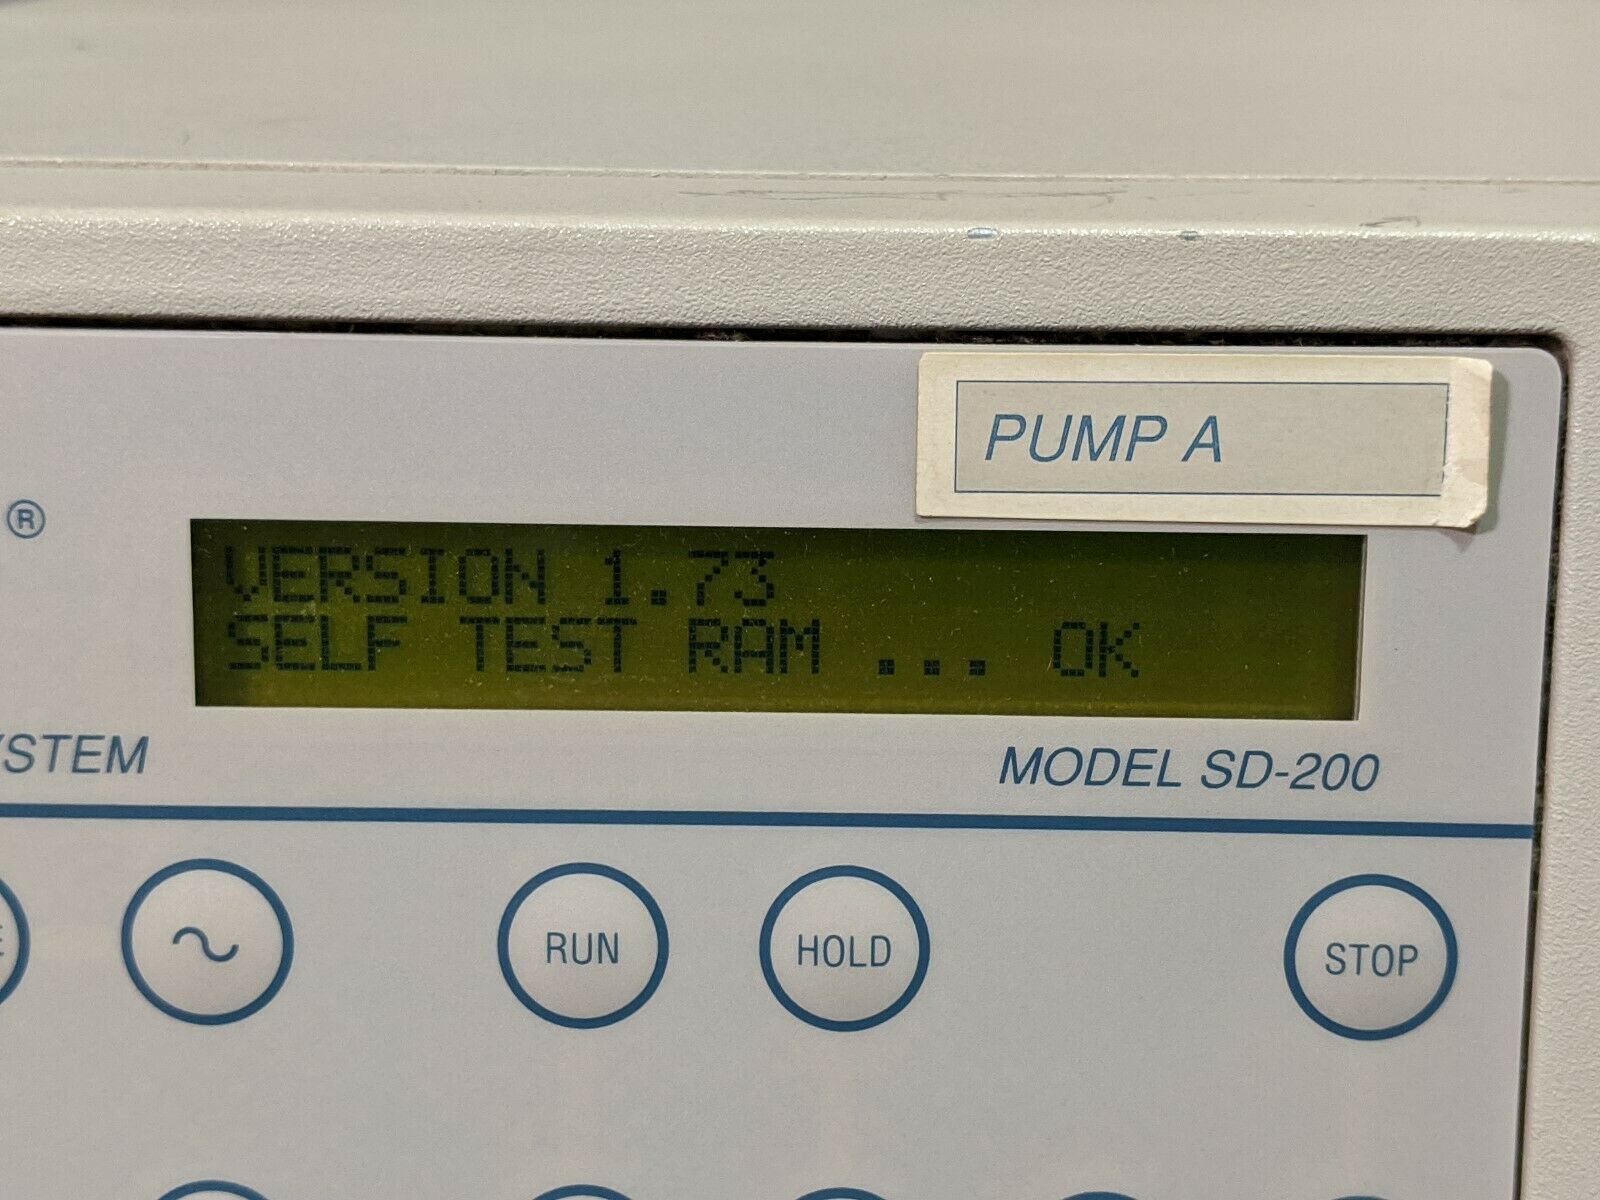 PUMP A
®
VERSION 1.73
SELF TEST RAM ... OK
YSTEM
MODEL SD-200
E
RUN
HOLD
STOP